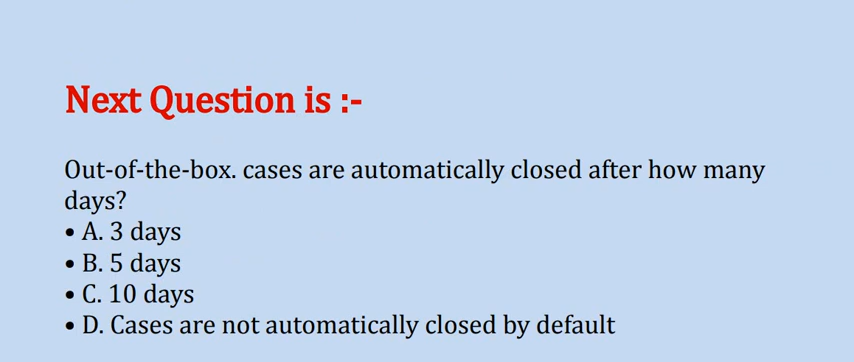 Next Question is :-
Out-of-the-box. cases are automatically closed after how many
days?
• A. 3 days
• B. 5 days
• C. 10 days
• D. Cases are not automatically closed by default